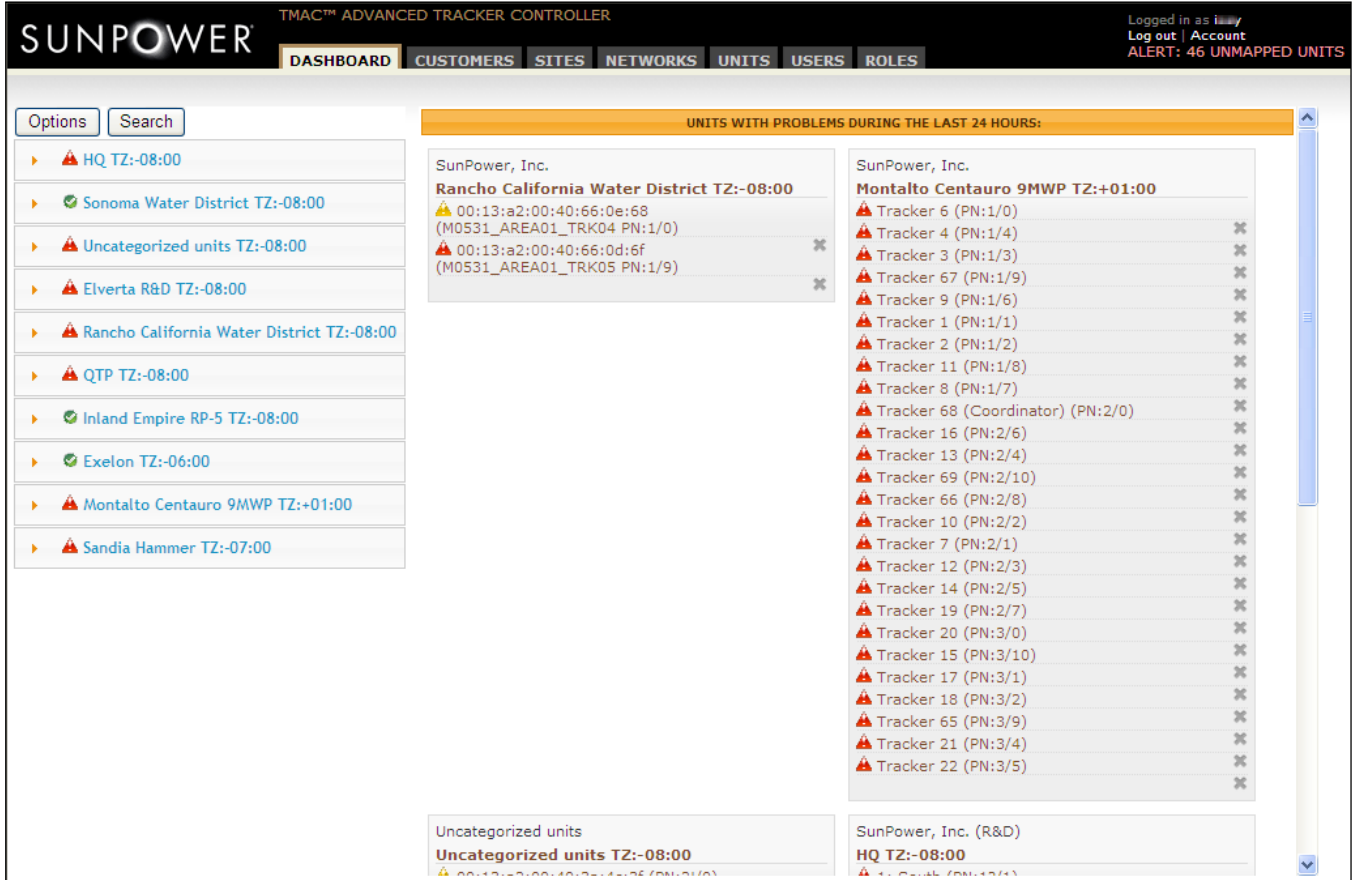 SUNPOWER
TMAC™ ADVANCED TRACKER CONTROLLER
DASHBOARD CUSTOMERS SITES NETWORKS UNITS USERS ROLES
Logged in as
Log out | Account
ALERT: 46 UNMAPPED UNITS
Options Search
HQ TZ:-08:00
Sonoma Water District TZ:-08:00
Uncategorized units TZ:-08:00
Elverta R&D TZ:-08:00
Rancho California Water District TZ:-08:00
QTP TZ:-08:00
Inland Empire RP-5 TZ:-08:00
Exelon TZ:-06:00
Montalto Centauro 9MWP TZ:+01:00
Sandia Hammer TZ:-07:00
UNITS WITH PROBLEMS DURING THE LAST 24 HOURS:
SunPower, Inc.
Rancho California Water District TZ:-08:00
00:13:a2:00:40:66:0e:68
(M0531_AREA01_TRK04 PN:1/0)
00:13:a2:00:40:66:0d:6f
(M0531_AREA01_TRK05 PN:1/9)
SunPower, Inc.
Montalto Centauro 9MWP TZ:+01:00
Tracker 6 (PN:1/0)
Tracker 4 (PN:1/4)
Tracker 3 (PN:1/3)
Tracker 67 (PN:1/9)
Tracker 9 (PN:1/6)
Tracker 1 (PN:1/1)
Tracker 2 (PN:1/2)
Tracker 11 (PN:1/8)
Tracker 8 (PN:1/7)
Tracker 68 (Coordinator) (PN:2/0)
Tracker 16 (PN:2/6)
Tracker 13 (PN:2/4)
Tracker 69 (PN:2/10)
Tracker 66 (PN:2/8)
Tracker 10 (PN:2/2)
Tracker 7 (PN:2/1)
Tracker 12 (PN:2/3)
Tracker 14 (PN:2/5)
Tracker 19 (PN:2/7)
Tracker 20 (PN:3/0)
Tracker 15 (PN:3/10)
Tracker 17 (PN:3/1)
Tracker 18 (PN:3/2)
Tracker 65 (PN:3/9)
Tracker 21 (PN:3/4)
Tracker 22 (PN:3/5)
Uncategorized units
Uncategorized units TZ:-08:00
SunPower, Inc. (R&D)
HQ TZ:-08:00